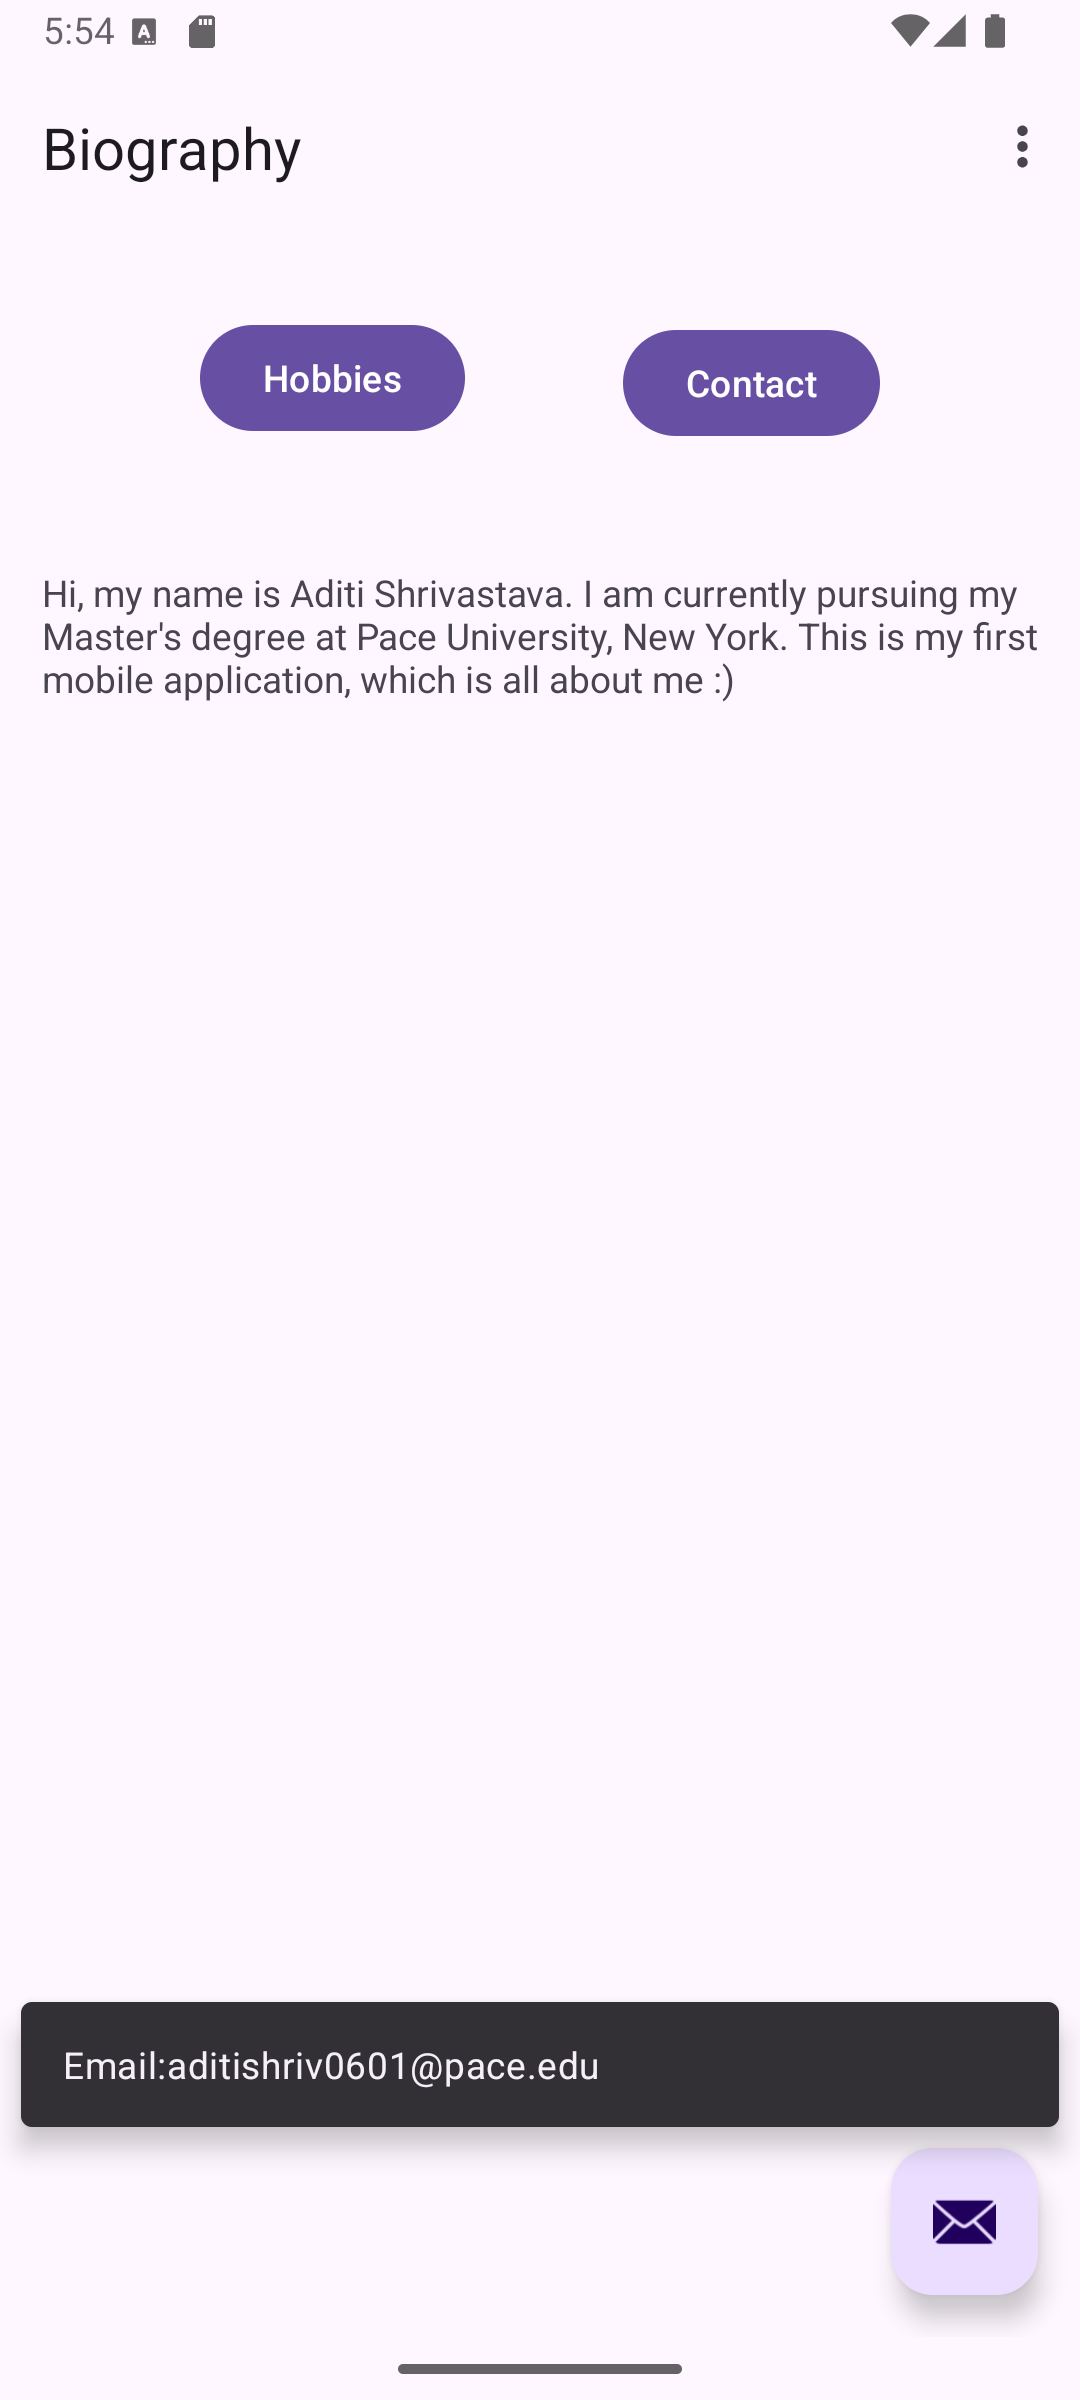 5:54
Biography
Hobbies
Contact
Hi, my name is Aditi Shrivastava. I am currently pursuing my
Master's degree at Pace University, New York. This is my first
mobile application, which is all about me :)
Email:aditishriv0601@pace.edu